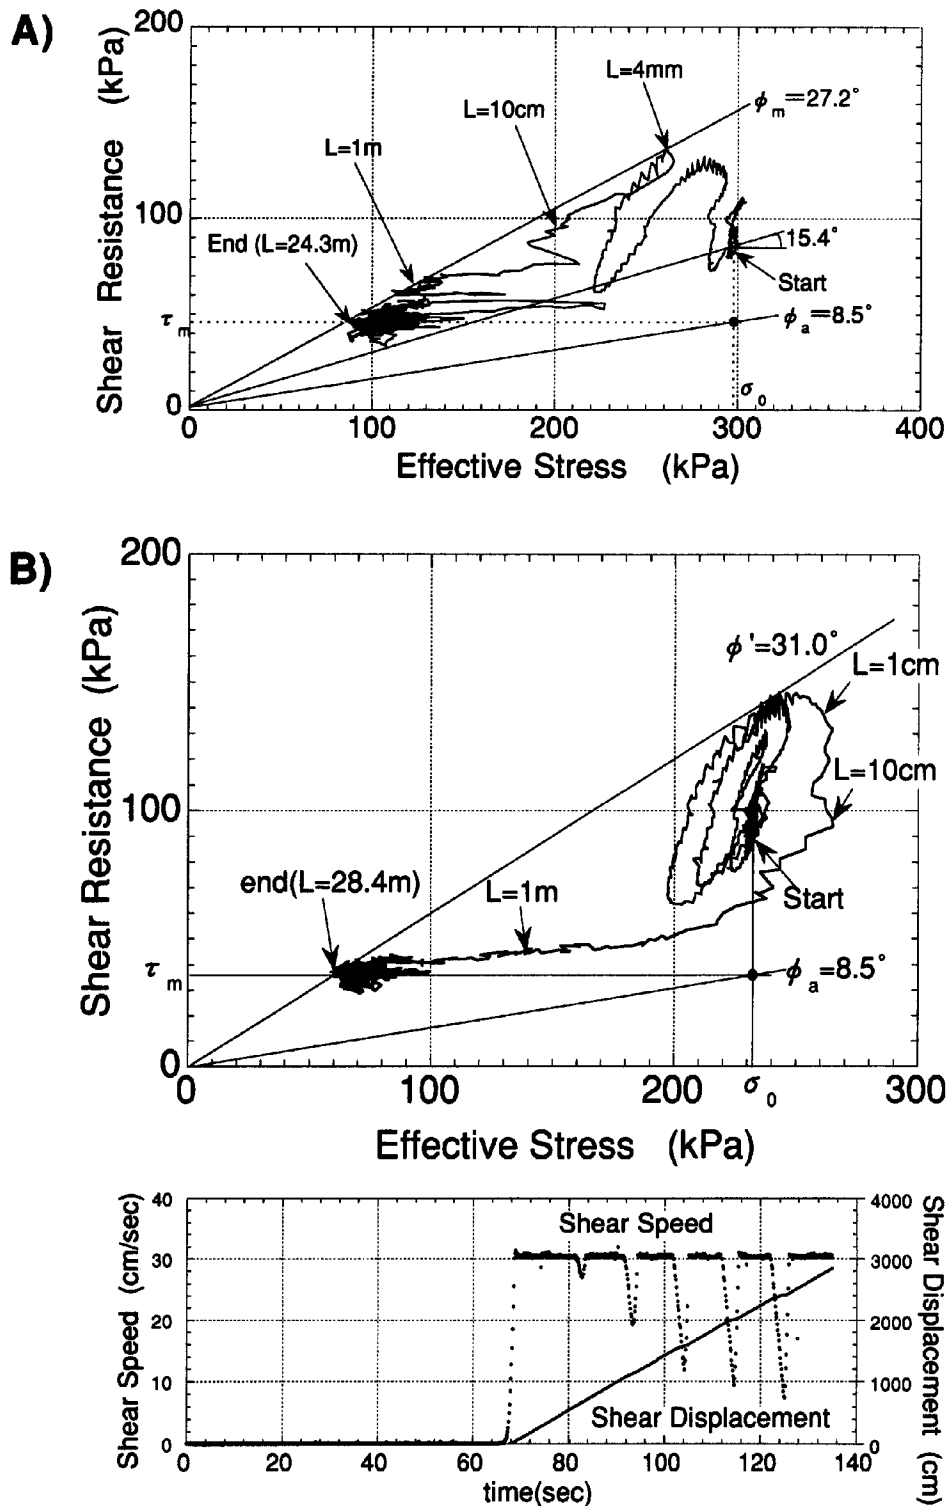 A)
200
Shear Resistance (kPa)
L=4mm
L=10cm
ϕm=27.2°
L=1m
100
End (L=24.3m)
15.4°
Start
τm
ϕa=8.5°
σ0
0
0 100 200 300 400
Effective Stress (kPa)
B)
200
Shear Resistance (kPa)
ϕ'=31.0°
L=1cm
L=10cm
100
end(L=28.4m)
L=1m
Start
τm
ϕa=8.5°
0
0 100 200 σ0 300
Effective Stress (kPa)
Shear Speed (cm/sec)
40 4000
Shear Speed
30 3000
20 2000
10 1000
Shear Displacement
0 0
Shear Displacement (cm)
0 20 40 60 80 100 120 140
time(sec)